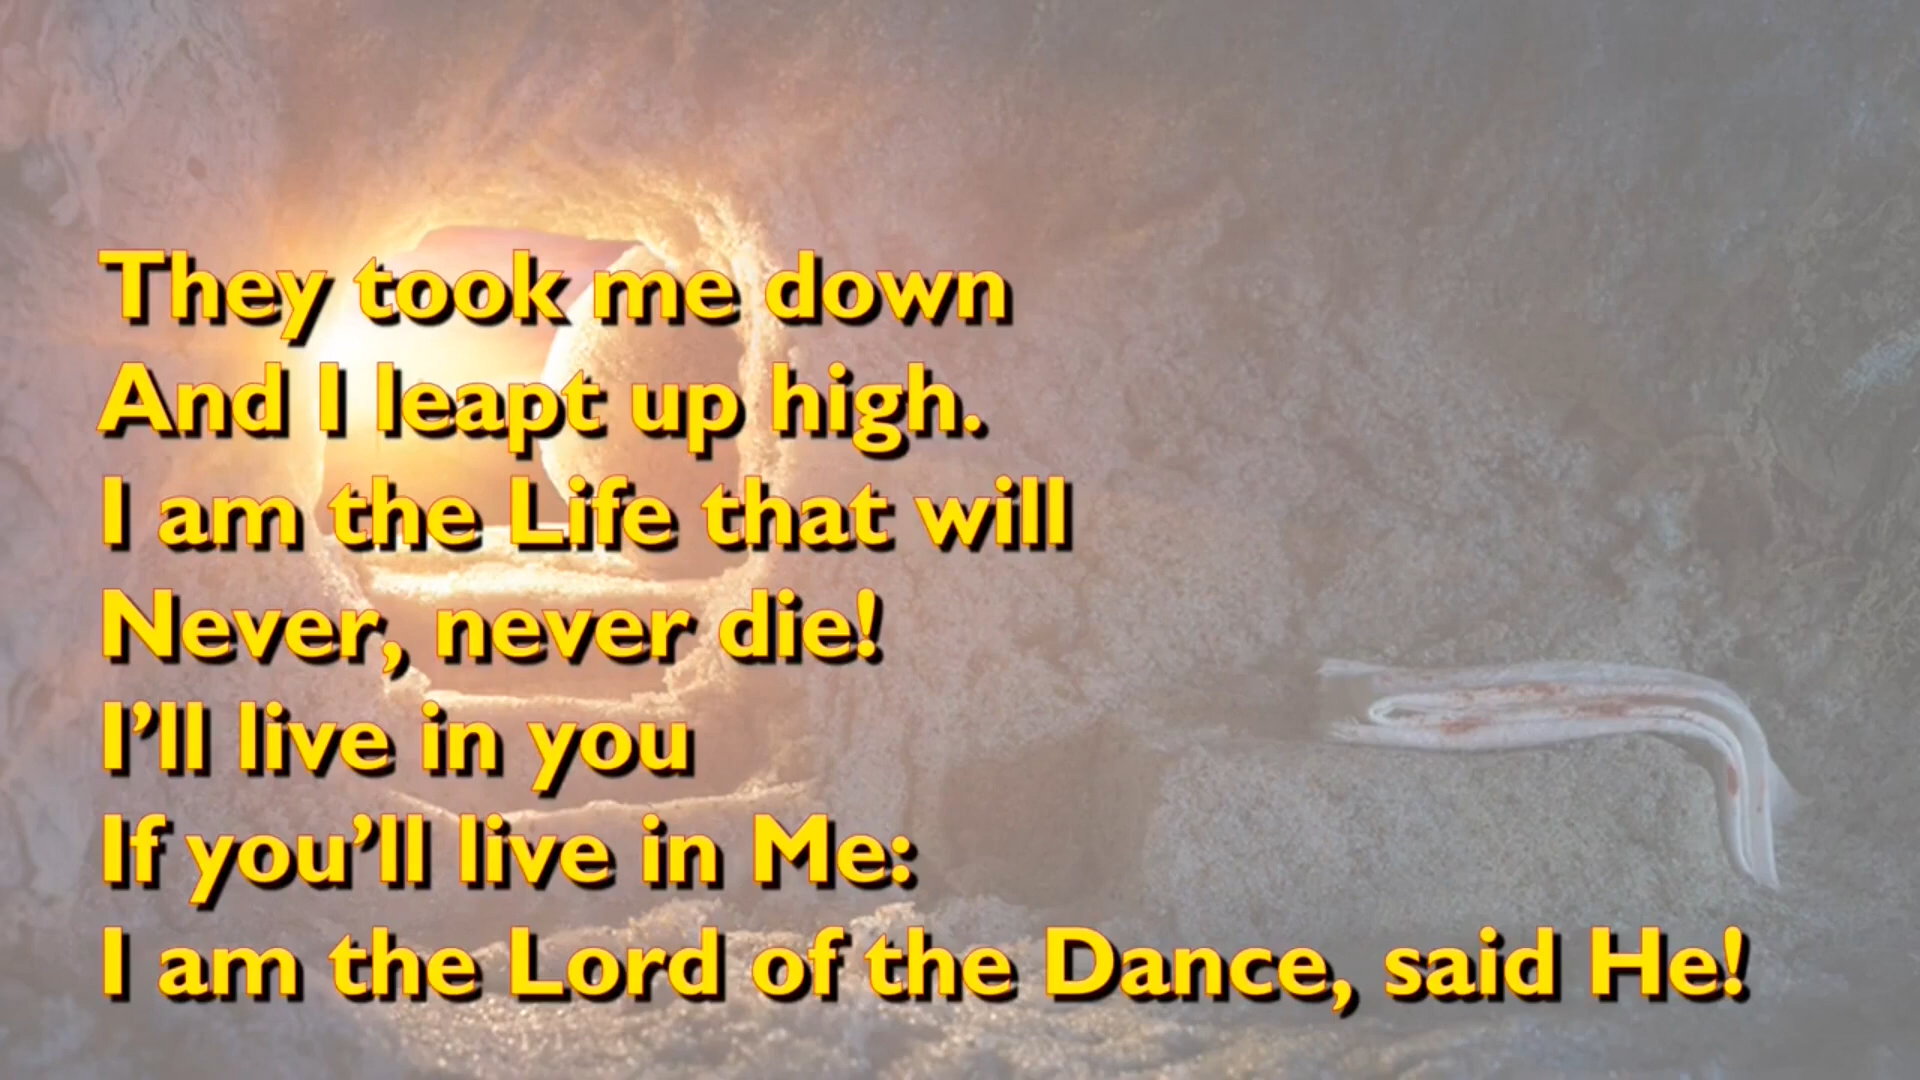 They took me down
And I leapt up high.
I am the Life that will
Never, never die!
I’ll live in you
If you’ll live in Me:
I am the Lord of the Dance, said He!